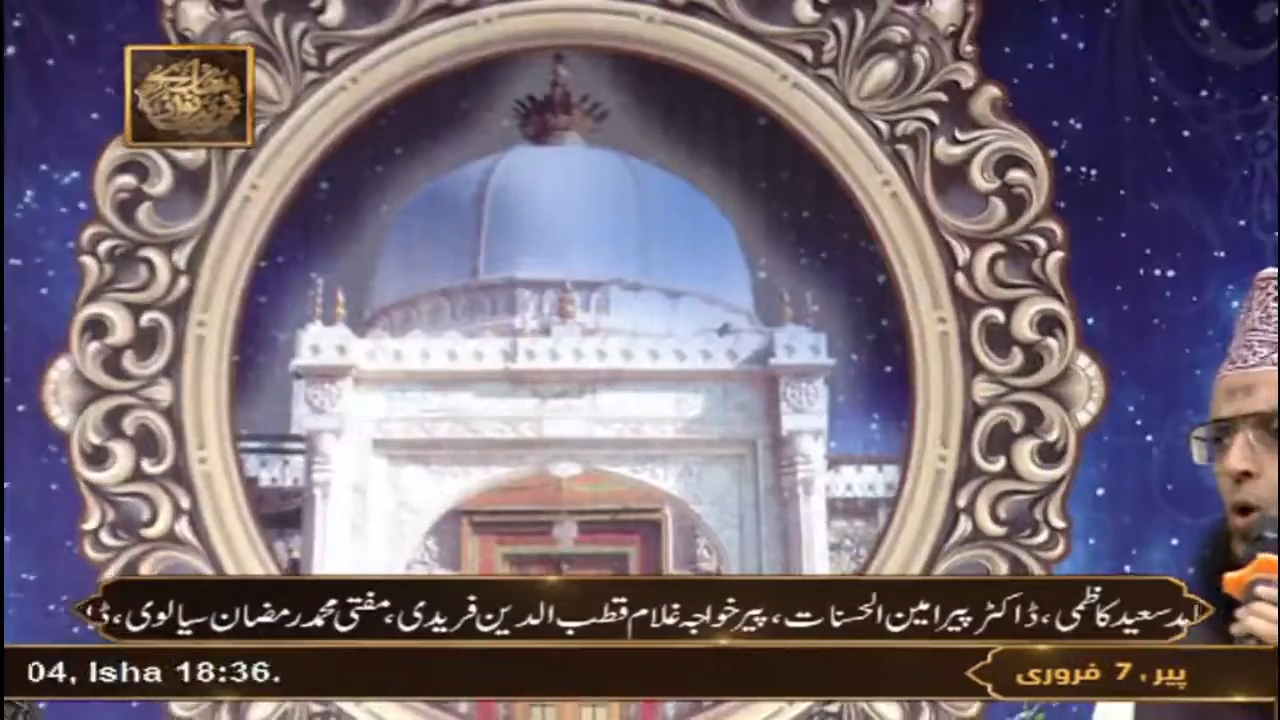 سعید کاظمی، ڈاکٹر پیر امین الحسنات، پیر خواجہ غلام قطب الدین فریدی، مفتی محمد رمضان سیالوی،
04, Isha 18:36.
پیر، 7 فروری